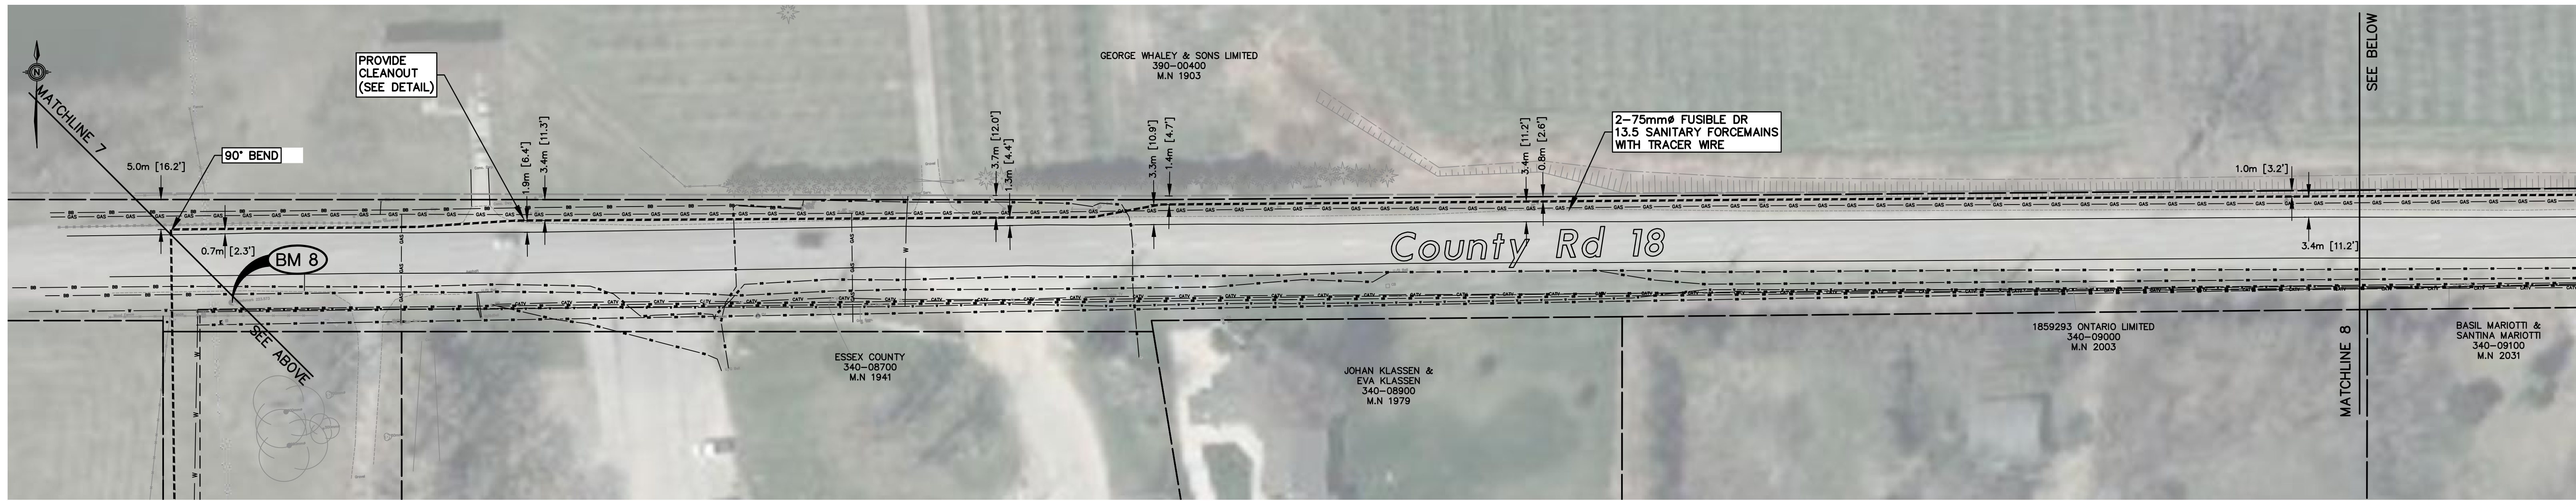 N
MATCHLINE 7
SEE ABOVE
5.0m [16.2']
90° BEND
0.7m [2.3']
BM 8
PROVIDE
CLEANOUT
(SEE DETAIL)
1.9m [6.4']
3.4m [11.3']
GEORGE WHALEY & SONS LIMITED
390-00400
M.N 1903
3.7m [12.0']
1.3m [4.4']
3.3m [10.9']
1.4m [4.7']
3.4m [11.2']
0.8m [2.6']
2-75mmø FUSIBLE DR
13.5 SANITARY FORCEMAINS
WITH TRACER WIRE
1.0m [3.2']
3.4m [11.2']
SEE BELOW
MATCHLINE 8
County Rd 18
GAS
CATV
BB
W
ESSEX COUNTY
340-08700
M.N 1941
JOHAN KLASSEN &
EVA KLASSEN
340-08900
M.N 1979
1859293 ONTARIO LIMITED
340-09000
M.N 2003
BASIL MARIOTTI &
SANTINA MARIOTTI
340-09100
M.N 2031